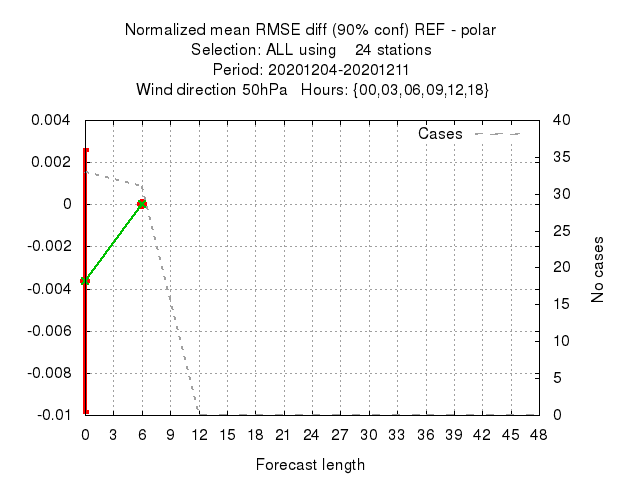 Normalized mean RMSE diff (90% conf) REF - polar
Selection: ALL using 24 stations
Period: 20201204-20201211
Wind direction 50hPa Hours: {00,03,06,09,12,18}
Cases
0.004
0.002
0
-0.002
-0.004
-0.006
-0.008
-0.01
40
35
30
25
20
15
10
5
0
No cases
0 3 6 9 12 15 18 21 24 27 30 33 36 39 42 45 48
Forecast length